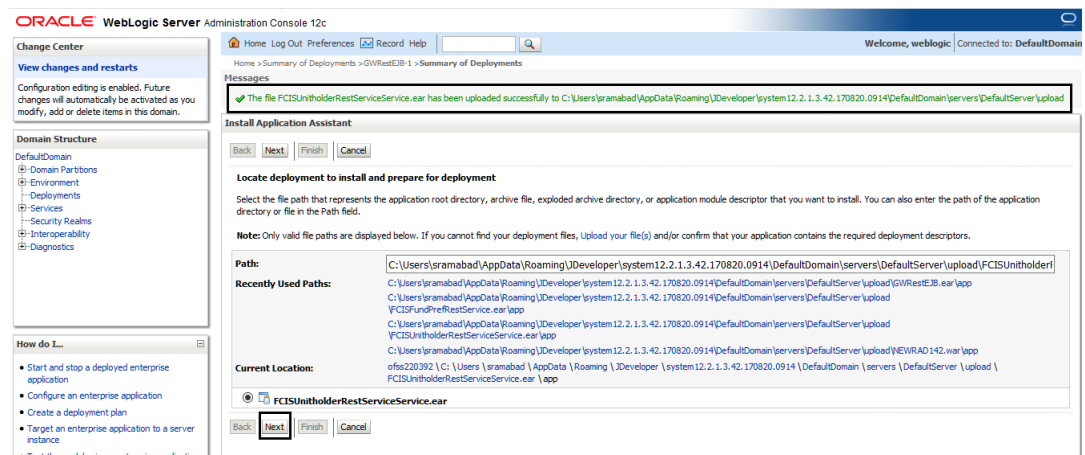 ORACLE WebLogic Server Administration Console 12c
Change Center
View changes and restarts
Configuration editing is enabled. Future
changes will automatically be activated as you
modify, add or delete items in this domain.
Domain Structure
DefaultDomain
Domain Partitions
Environment
Deployments
Services
Security Realms
Interoperability
Diagnostics
How do I...
Start and stop a deployed enterprise
application
Configure an enterprise application
Create a deployment plan
Target an enterprise application to a server
instance
Home Log Out Preferences Record Help
Welcome, weblogic Connected to: DefaultDomain
Home >Summary of Deployments >GWRestEJB-1 >Summary of Deployments
Messages
The file FCISUnitholderRestServiceService.ear has been uploaded successfully to C:\Users\sramabad\AppData\Roaming\JDeveloper\system12.2.1.3.42.170820.0914\DefaultDomain\servers\DefaultServer\upload
Install Application Assistant
Back Next Finish Cancel
Locate deployment to install and prepare for deployment
Select the file path that represents the application root directory, archive file, exploded archive directory, or application module descriptor that you want to install. You can also enter the path of the application
directory or file in the Path field.
Note: Only valid file paths are displayed below. If you cannot find your deployment files, Upload your file(s) and/or confirm that your application contains the required deployment descriptors.
Path: C:\Users\sramabad\AppData\Roaming\JDeveloper\system12.2.1.3.42.170820.0914\DefaultDomain\servers\DefaultServer\upload\FCISUnitholderF
Recently Used Paths: C:\Users\sramabad\AppData\Roaming\JDeveloper\system12.2.1.3.42.170820.0914\DefaultDomain\servers\DefaultServer\upload\GWRestEJB.ear\app
C:\Users\sramabad\AppData\Roaming\JDeveloper\system12.2.1.3.42.170820.0914\DefaultDomain\servers\DefaultServer\upload
\FCISFundPrefRestService.ear\app
C:\Users\sramabad\AppData\Roaming\JDeveloper\system12.2.1.3.42.170820.0914\DefaultDomain\servers\DefaultServer\upload
\FCISUnitholderRestServiceService.ear\app
C:\Users\sramabad\AppData\Roaming\JDeveloper\system12.2.1.3.42.170820.0914\DefaultDomain\servers\DefaultServer\upload\NEWRAD142.war\app
Current Location: ofss220392 \ C: \ Users \ sramabad \ AppData \ Roaming \ JDeveloper \ system12.2.1.3.42.170820.0914 \ DefaultDomain \ servers \ DefaultServer \ upload \
FCISUnitholderRestServiceService.ear \ app
FCISUnitholderRestServiceService.ear
Back Next Finish Cancel